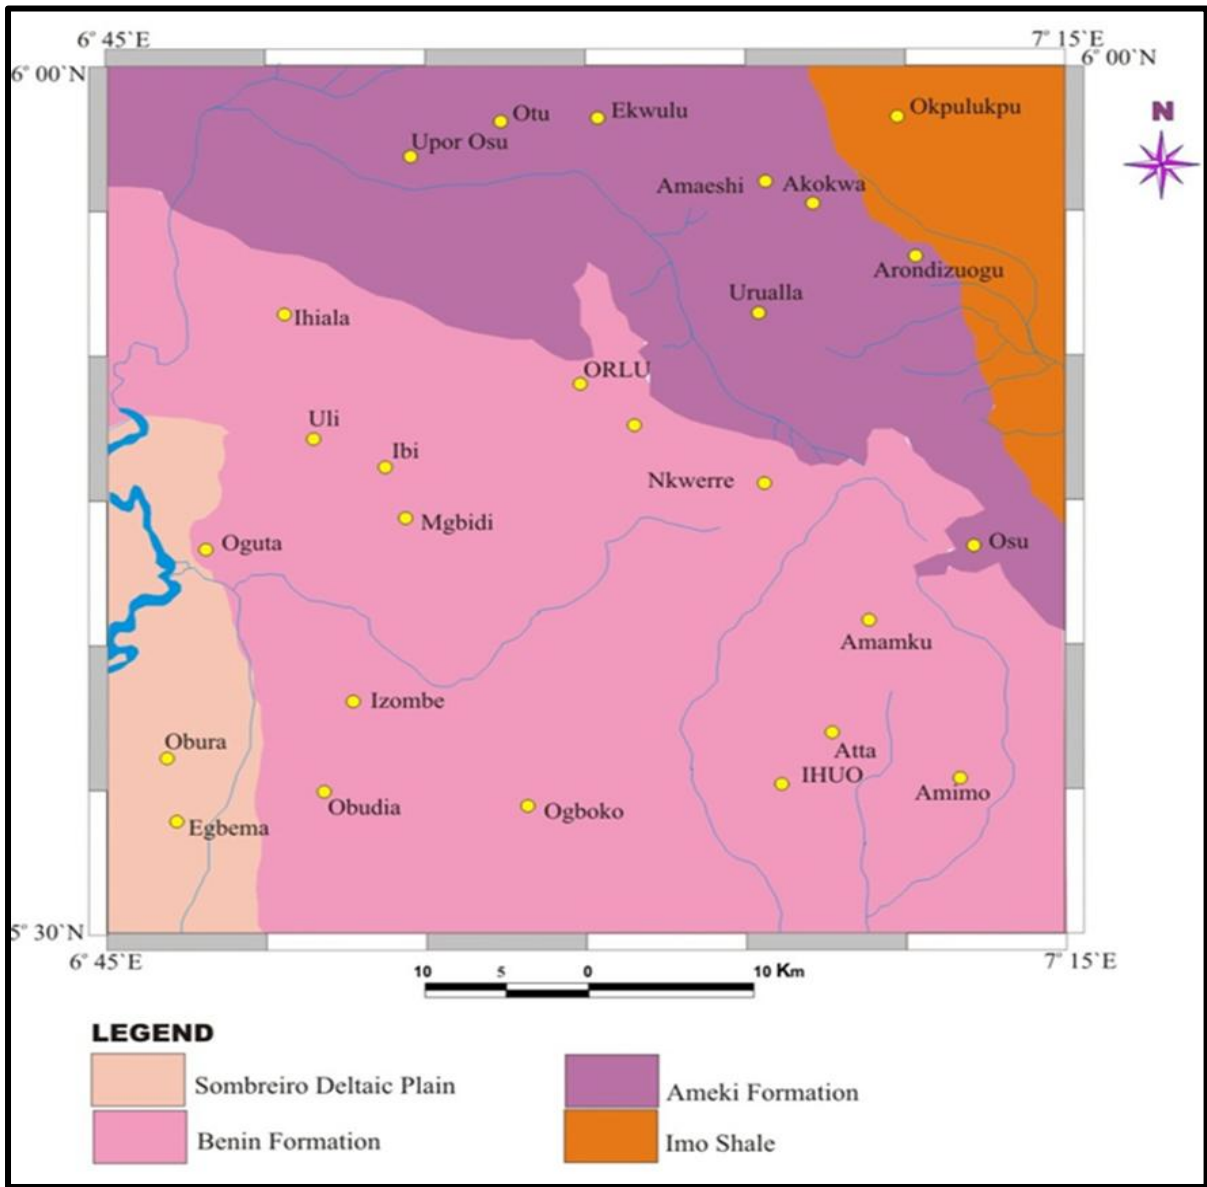 6° 45`E
7° 15`E
6° 00`N
6° 00`N
N
Otu
Ekwulu
Okpulukpu
Upor Osu
Amaeshi
Akokwa
Arondizuogu
Urualla
Ihiala
ORLU
Uli
Ibi
Nkwerre
Mgbidi
Oguta
Osu
Amamku
Izombe
Obura
Atta
IHUO
Amimo
Obudia
Ogboko
Egbema
5° 30`N
6° 45`E
7° 15`E
10 5 0 10 Km
LEGEND
Sombreiro Deltaic Plain
Ameki Formation
Benin Formation
Imo Shale